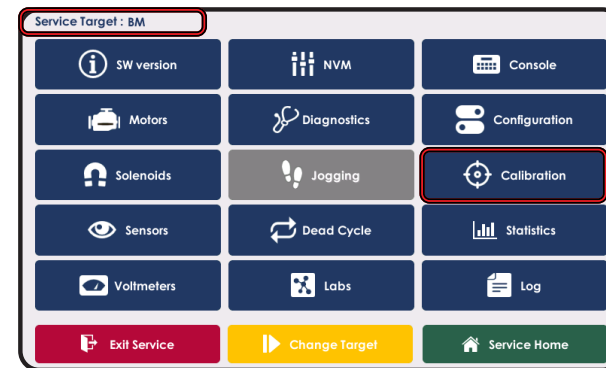 Service Target : BM
SW version
NVM
Console
Motors
Diagnostics
Configuration
Solenoids
Jogging
Calibration
Sensors
Dead Cycle
Statistics
Voltmeters
Labs
Log
Exit Service
Change Target
Service Home